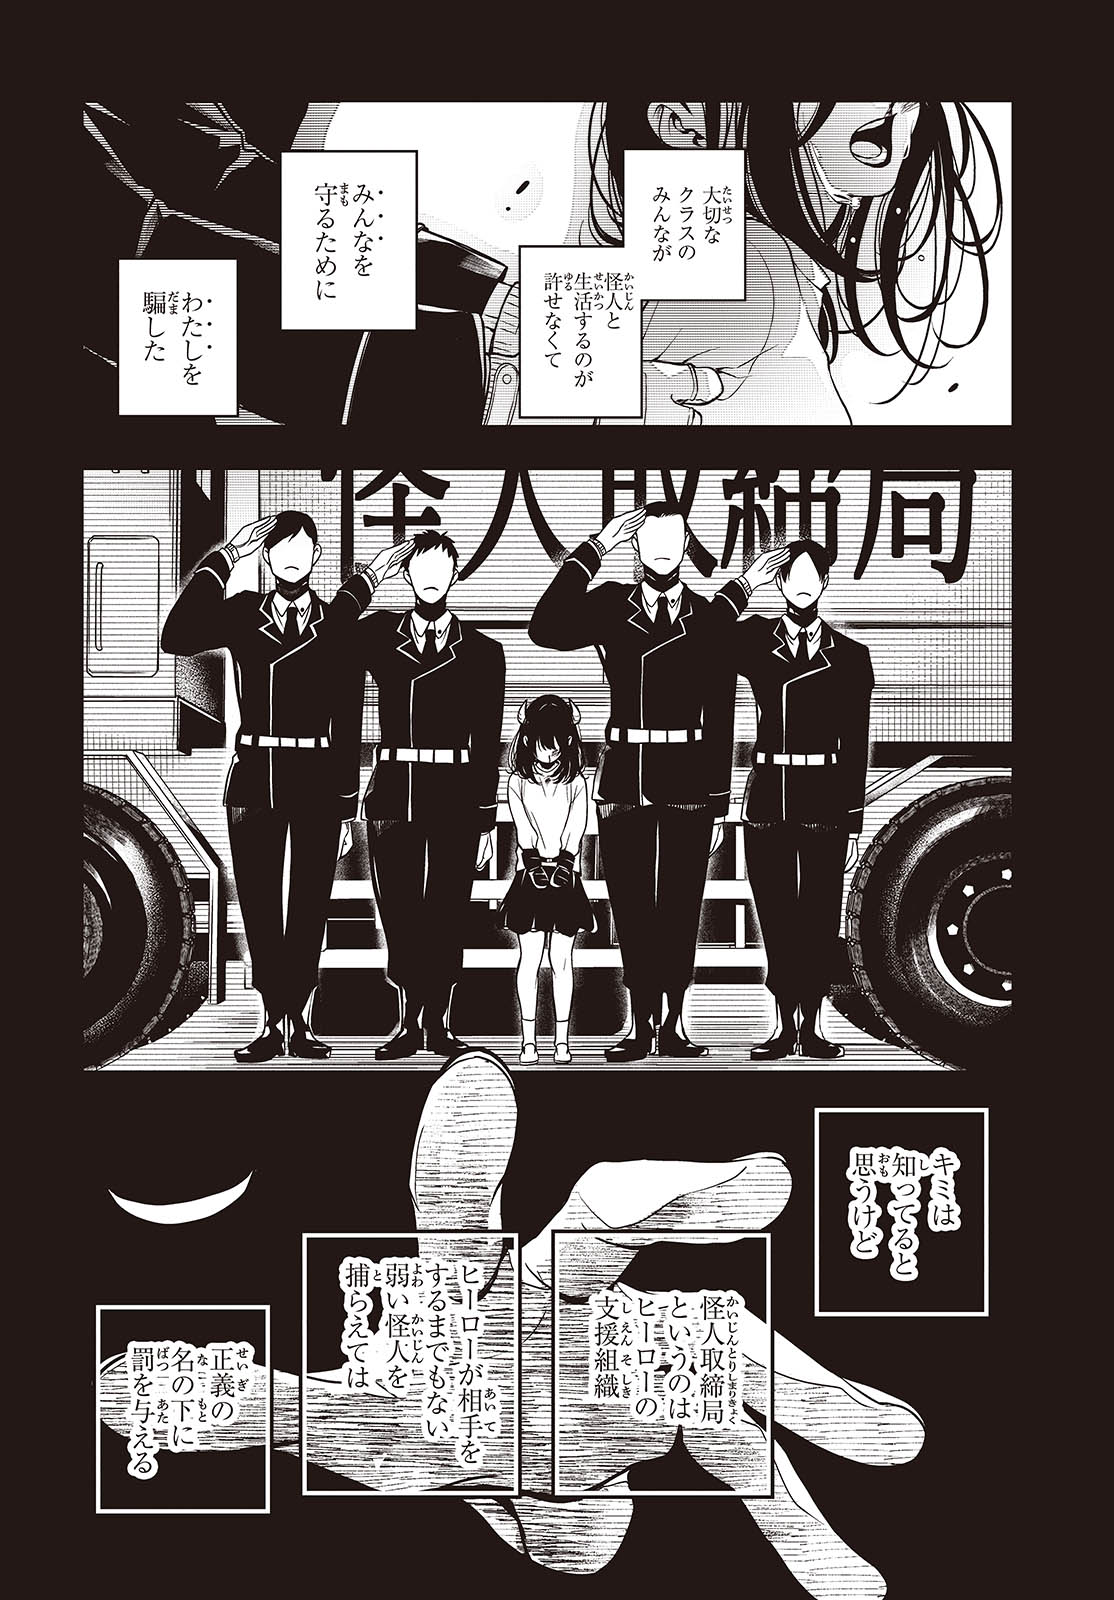 大切な
クラスの
みんなが
怪人と
生活するのが
許せなくて
みんなを
守るために
わたしを
騙した
怪人取締局
キミは
知ってると
思うけど
怪人取締局
というのは
ヒーローの
支援組織
ヒーローが相手を
するまでもない
弱い怪人を
捕らえては
正義の
名の下に
罰を与える